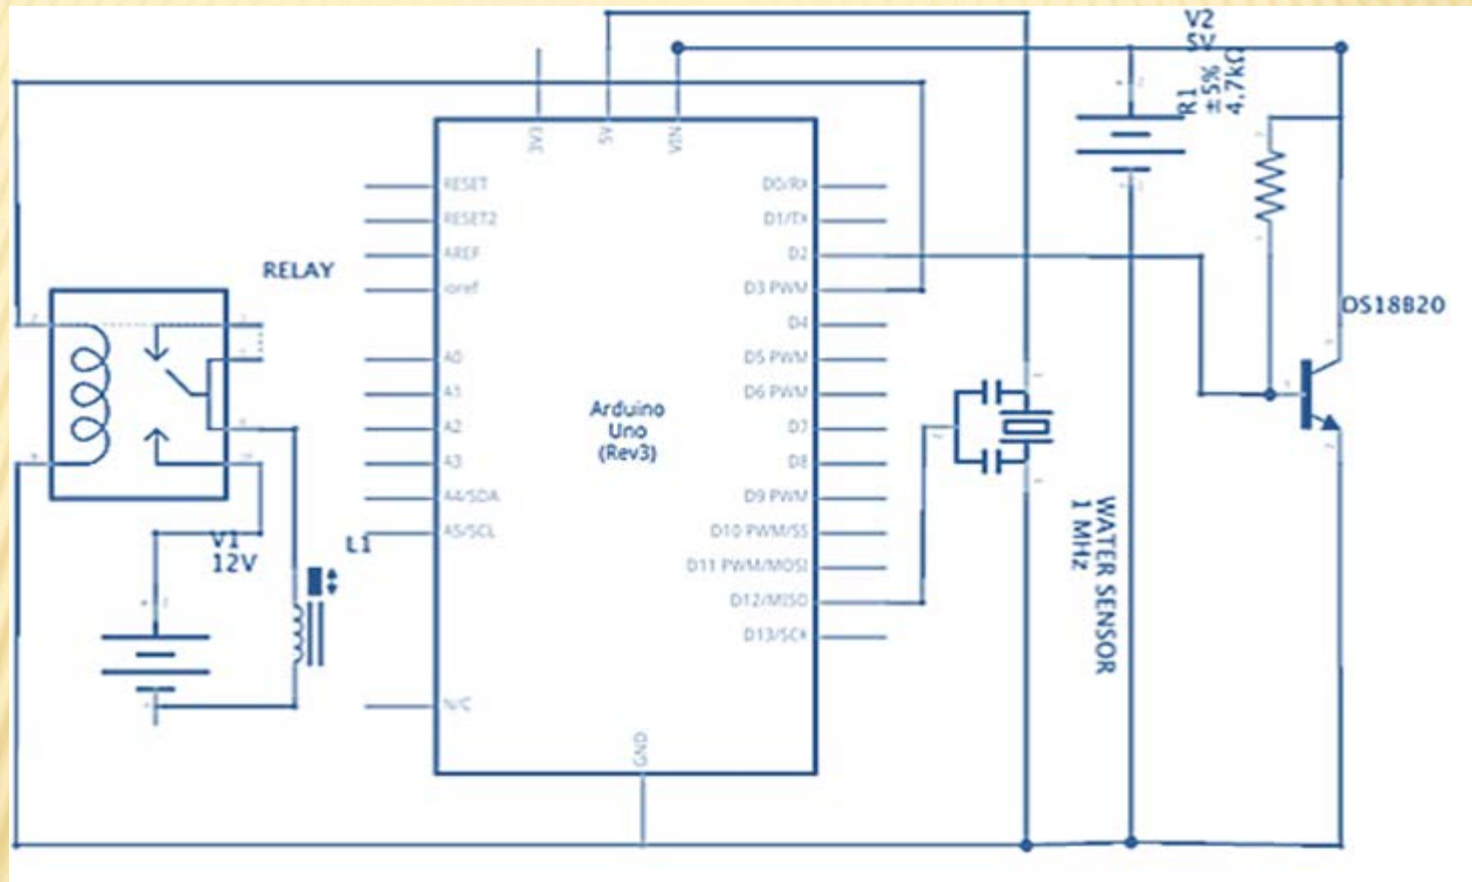 V2
5V
R1
±5%
4.7kΩ
3V3
5V
VIN
RESET
RESET2
AREF
ioref
A0
A1
A2
A3
A4/SDA
A5/SCL
N/C
D0/RX
D1/TX
D2
D3 PWM
D4
D5 PWM
D6 PWM
D7
D8
D9 PWM
D10 PWM/SS
D11 PWM/MOSI
D12/MISO
D13/SCK
GND
Arduino
Uno
(Rev3)
RELAY
V1
12V
L1
DS18B20
WATER SENSOR
1 MHz